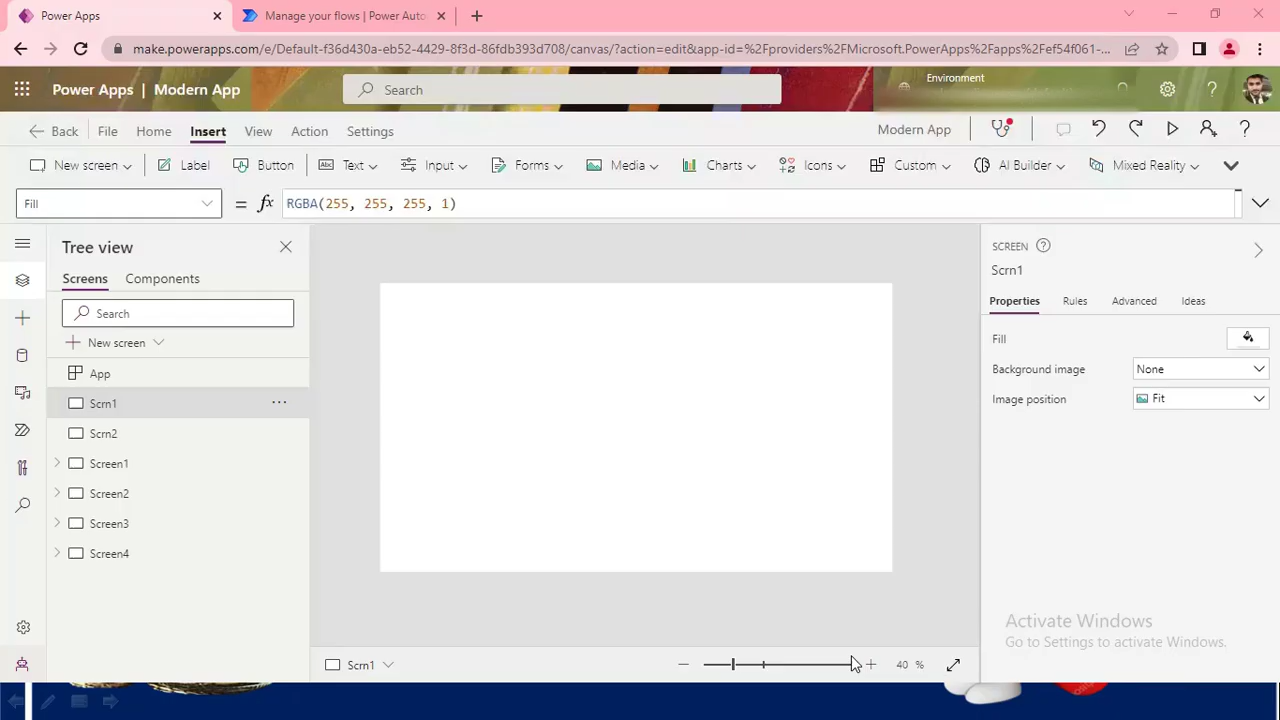 Power Apps
Manage your flows | Power Auto
make.powerapps.com/e/Default-f36d430a-eb52-4429-8f3d-86fdb393d708/canvas/?action=edit&app-id=%2Fproviders%2FMicrosoft.PowerApps%2Fapps%2Fef54f061-...
Power Apps | Modern App
Search
Environment
Back File Home Insert View Action Settings
Modern App
New screen Label Button Text Input Forms Media Charts Icons Custom AI Builder Mixed Reality
Fill = fx RGBA(255, 255, 255, 1)
Tree view
Screens Components
Search
New screen
App
Scrn1 ...
Scrn2
Screen1
Screen2
Screen3
Screen4
SCREEN
Scrn1
Properties Rules Advanced Ideas
Fill
Background image None
Image position Fit
Activate Windows
Go to Settings to activate Windows.
Scrn1
40 %